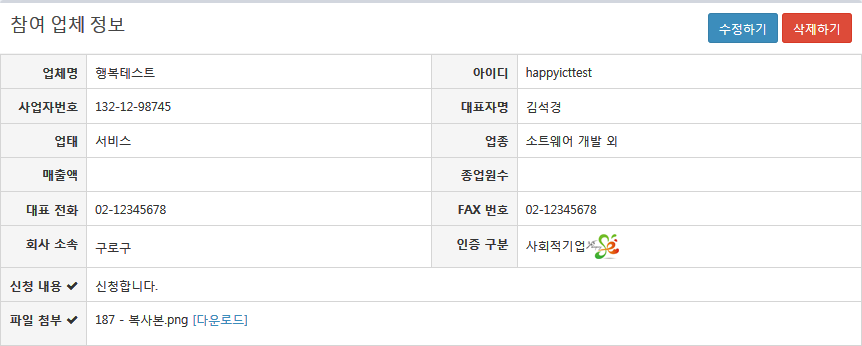 참여 업체 정보
수정하기 삭제하기
업체명 행복테스트 아이디 happyicttest
사업자번호 132-12-98745 대표자명 김석경
업태 서비스 업종 소트웨어 개발 외
매출액 종업원수
대표 전화 02-12345678 FAX 번호 02-12345678
회사 소속 구로구 인증 구분 사회적기업
신청 내용 ✔ 신청합니다.
파일 첨부 ✔ 187 - 복사본.png [다운로드]